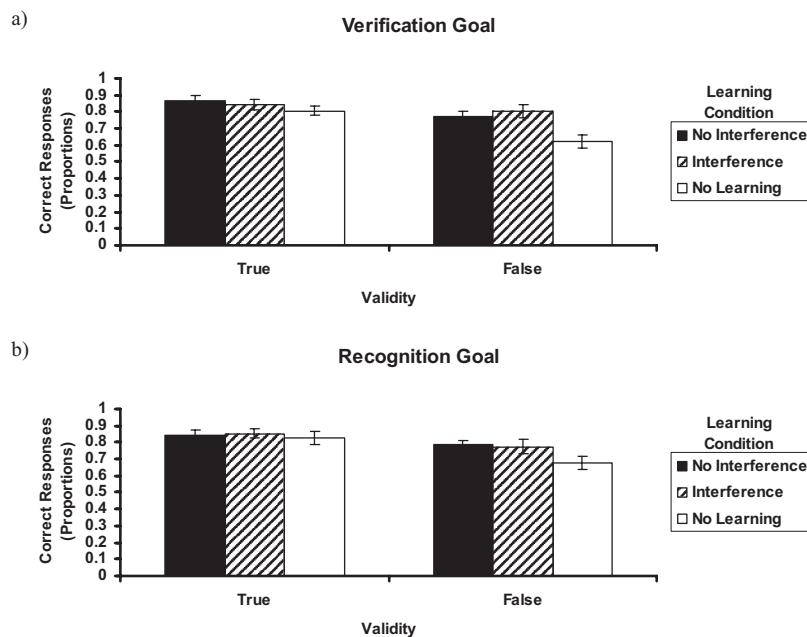 a)
Verification Goal
Correct Responses
(Proportions)
1
0.9
0.8
0.7
0.6
0.5
0.4
0.3
0.2
0.1
0
True
False
Validity
Learning
Condition
No Interference
Interference
No Learning
b)
Recognition Goal
Correct Responses
(Proportions)
1
0.9
0.8
0.7
0.6
0.5
0.4
0.3
0.2
0.1
0
True
False
Validity
Learning
Condition
No Interference
Interference
No Learning